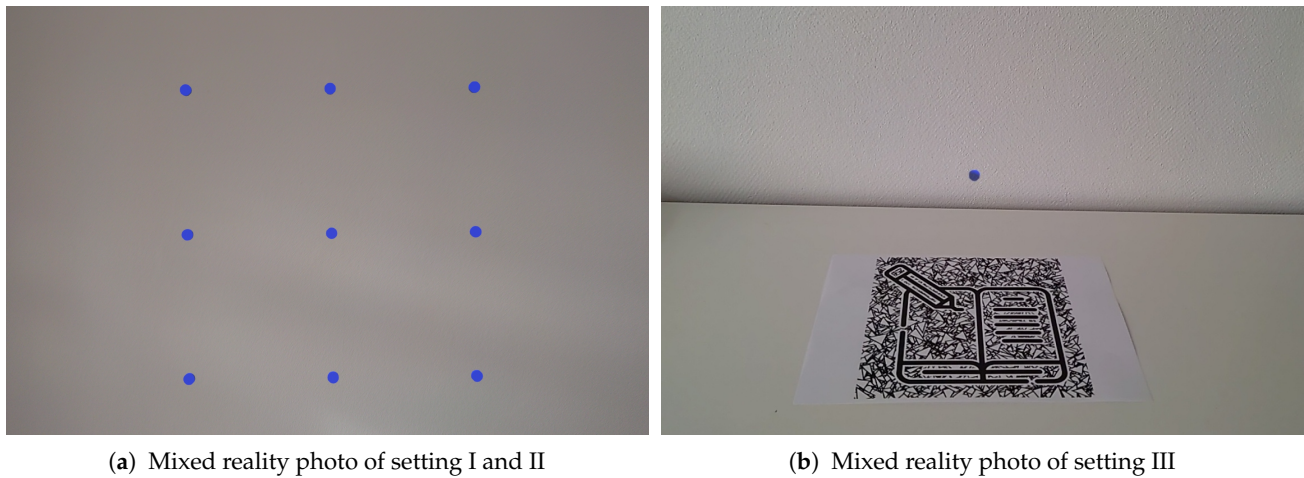 (a) Mixed reality photo of setting I and II
(b) Mixed reality photo of setting III